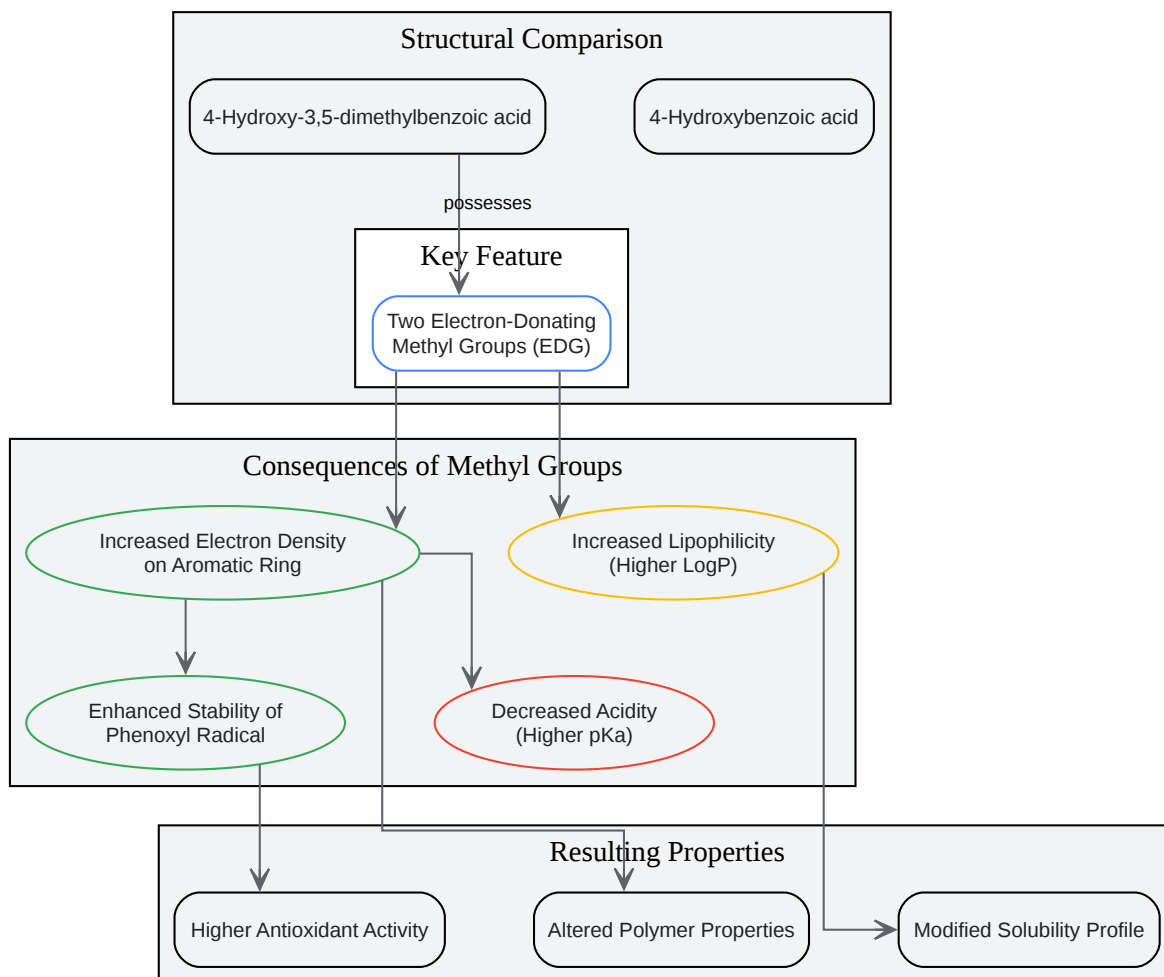 Structural Comparison
4-Hydroxy-3,5-dimethylbenzoic acid
4-Hydroxybenzoic acid
possesses
Key Feature
Two Electron-Donating
Methyl Groups (EDG)
Consequences of Methyl Groups
Increased Electron Density
on Aromatic Ring
Increased Lipophilicity
(Higher LogP)
Enhanced Stability of
Phenoxyl Radical
Decreased Acidity
(Higher pKa)
Resulting Properties
Higher Antioxidant Activity
Altered Polymer Properties
Modified Solubility Profile